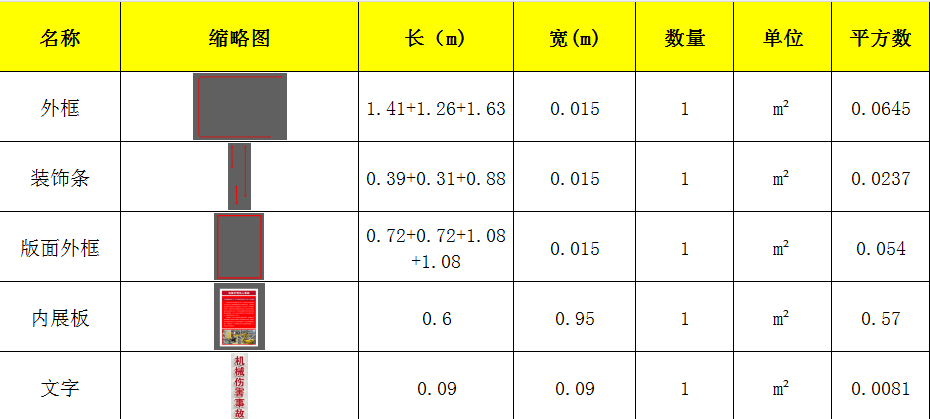 名称 缩略图 长（m) 宽(m) 数量 单位 平方数
外框 1.41+1.26+1.63 0.015 1 m² 0.0645
装饰条 0.39+0.31+0.88 0.015 1 m² 0.0237
版面外框 0.72+0.72+1.08
+1.08 0.015 1 m² 0.054
内展板 0.6 0.95 1 m² 0.57
文字 机械伤害事故 0.09 0.09 1 m² 0.0081